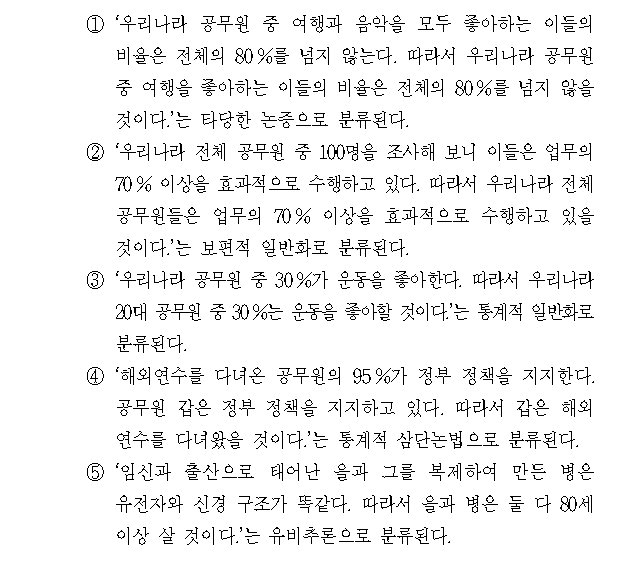 ① ‘우리나라 공무원 중 여행과 음악을 모두 좋아하는 이들의
비율은 전체의 80%를 넘지 않는다. 따라서 우리나라 공무원
중 여행을 좋아하는 이들의 비율은 전체의 80%를 넘지 않을
것이다.’는 타당한 논증으로 분류된다.
② ‘우리나라 전체 공무원 중 100명을 조사해 보니 이들은 업무의
70% 이상을 효과적으로 수행하고 있다. 따라서 우리나라 전체
공무원들은 업무의 70% 이상을 효과적으로 수행하고 있을
것이다.’는 보편적 일반화로 분류된다.
③ ‘우리나라 공무원 중 30%가 운동을 좋아한다. 따라서 우리나라
20대 공무원 중 30%는 운동을 좋아할 것이다.’는 통계적 일반화로
분류된다.
④ ‘해외연수를 다녀온 공무원의 95%가 정부 정책을 지지한다.
공무원 갑은 정부 정책을 지지하고 있다. 따라서 갑은 해외
연수를 다녀왔을 것이다.’는 통계적 삼단논법으로 분류된다.
⑤ ‘임신과 출산으로 태어난 을과 그를 복제하여 만든 병은
유전자와 신경 구조가 똑같다. 따라서 을과 병은 둘 다 80세
이상 살 것이다.’는 유비추론으로 분류된다.